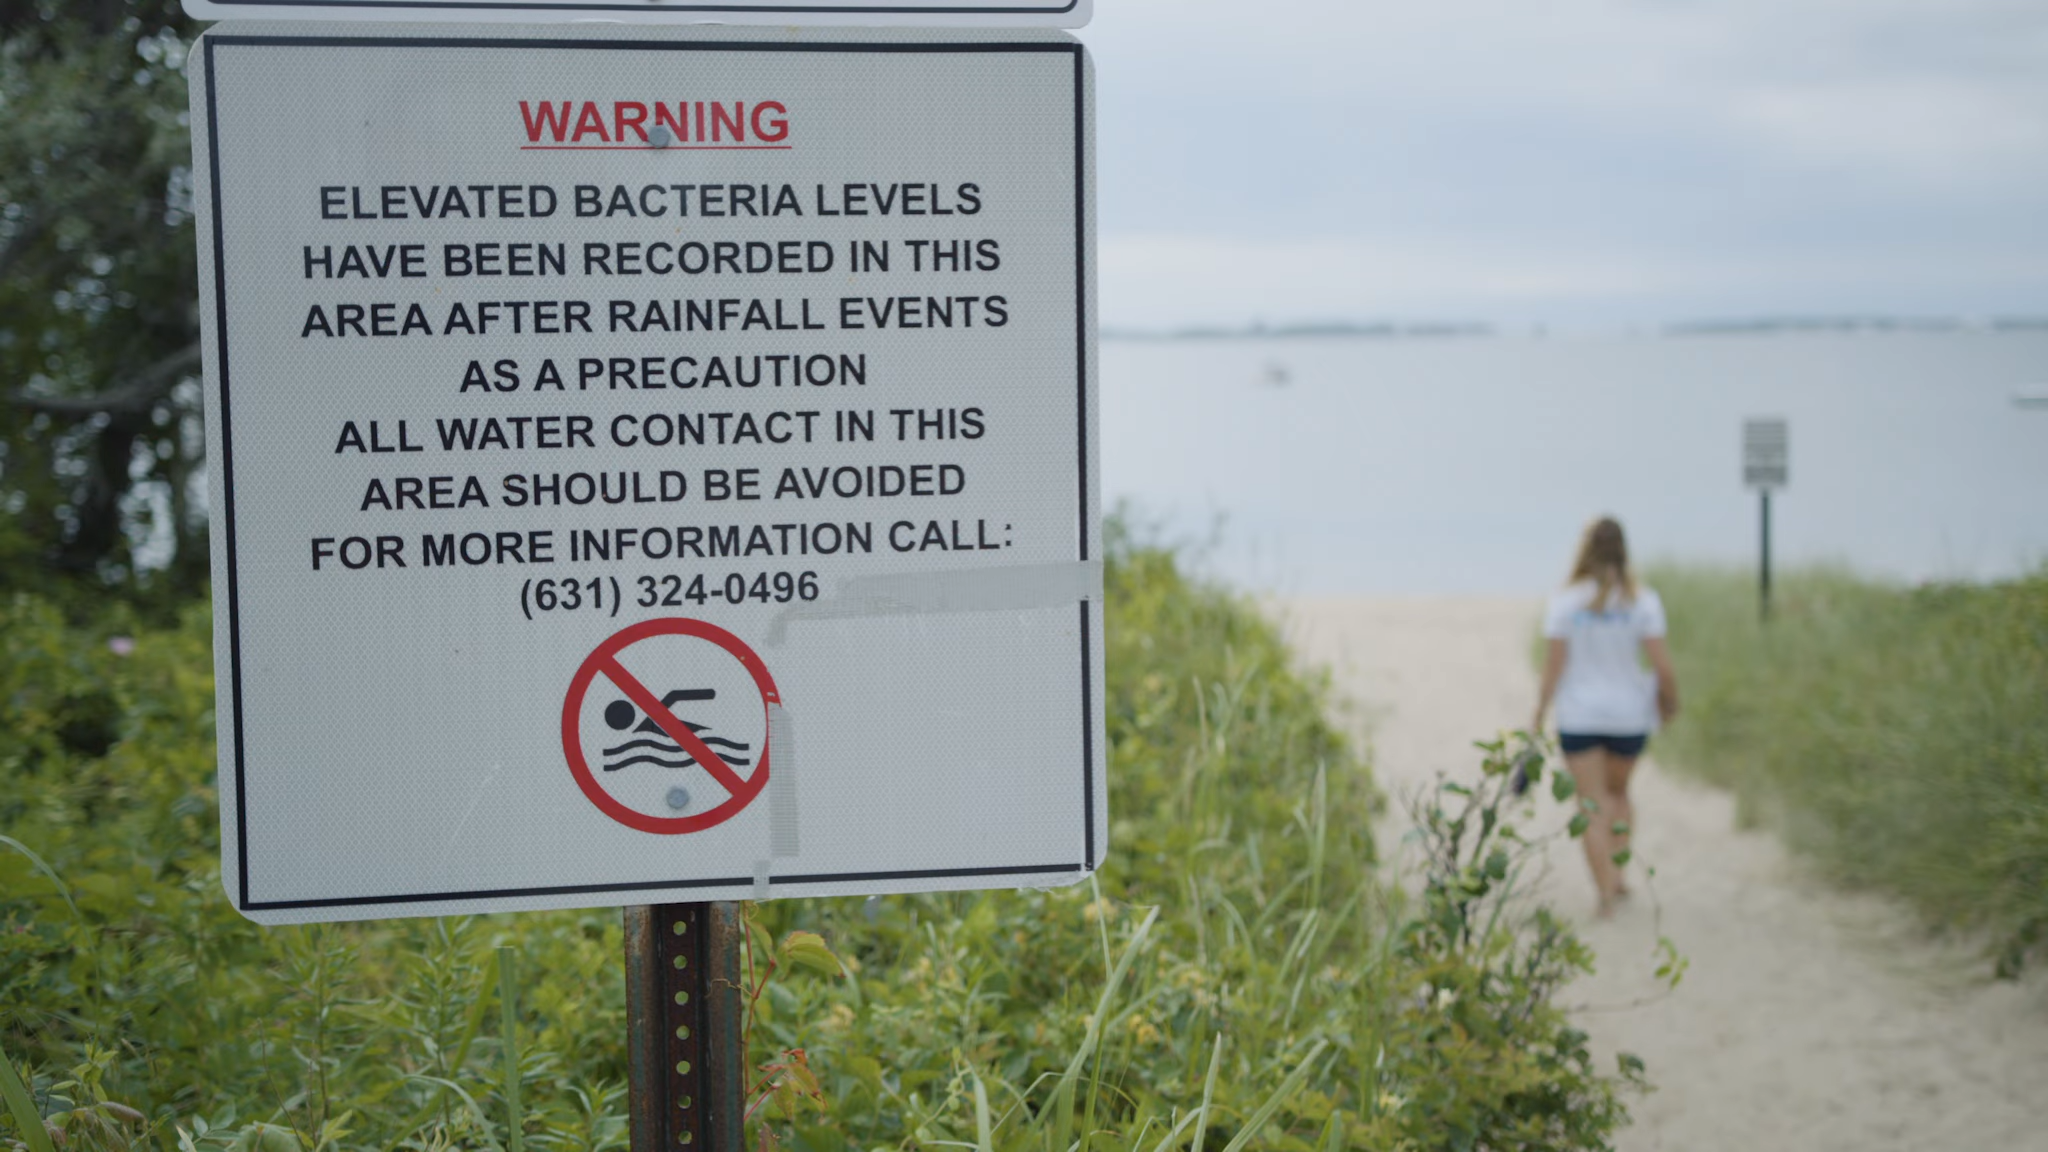 WARNING
ELEVATED BACTERIA LEVELS
HAVE BEEN RECORDED IN THIS
AREA AFTER RAINFALL EVENTS
AS A PRECAUTION
ALL WATER CONTACT IN THIS
AREA SHOULD BE AVOIDED
FOR MORE INFORMATION CALL:
(631) 324-0496